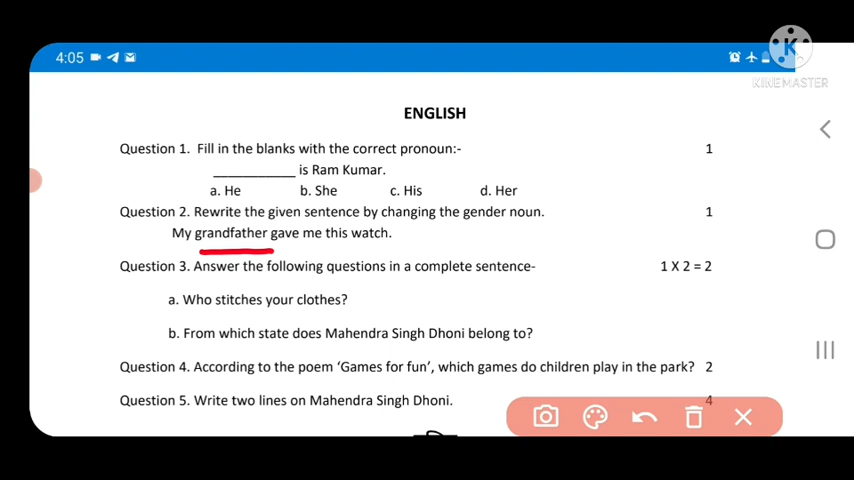 4:05
K
KINEMASTER
ENGLISH
Question 1. Fill in the blanks with the correct pronoun:- 1
___________ is Ram Kumar.
a. He b. She c. His d. Her
Question 2. Rewrite the given sentence by changing the gender noun. 1
My grandfather gave me this watch.
Question 3. Answer the following questions in a complete sentence- 1 X 2 = 2
a. Who stitches your clothes?
b. From which state does Mahendra Singh Dhoni belong to?
Question 4. According to the poem ‘Games for fun’, which games do children play in the park? 2
Question 5. Write two lines on Mahendra Singh Dhoni. 4